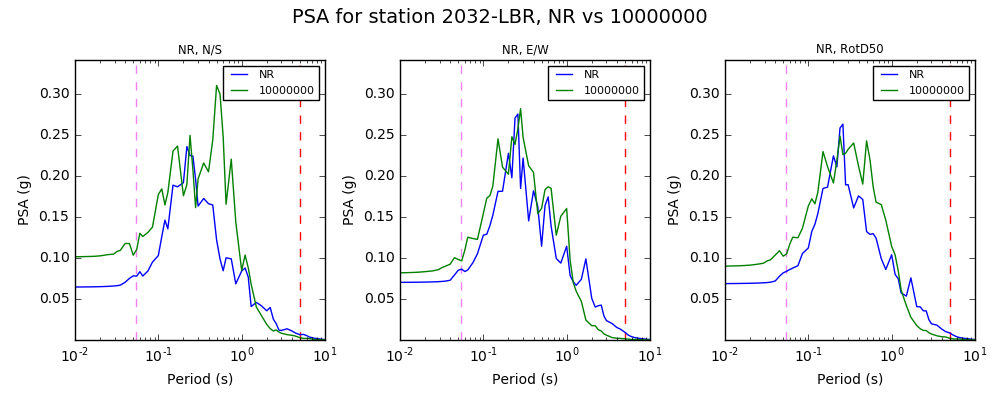 PSA for station 2032-LBR, NR vs 10000000
NR, N/S
NR
10000000
0.30
0.25
0.20
0.15
0.10
0.05
PSA (g)
10^-2
10^-1
10^0
10^1
Period (s)
NR, E/W
NR
10000000
0.30
0.25
0.20
0.15
0.10
0.05
PSA (g)
10^-2
10^-1
10^0
10^1
Period (s)
NR, RotD50
NR
10000000
0.30
0.25
0.20
0.15
0.10
0.05
PSA (g)
10^-2
10^-1
10^0
10^1
Period (s)